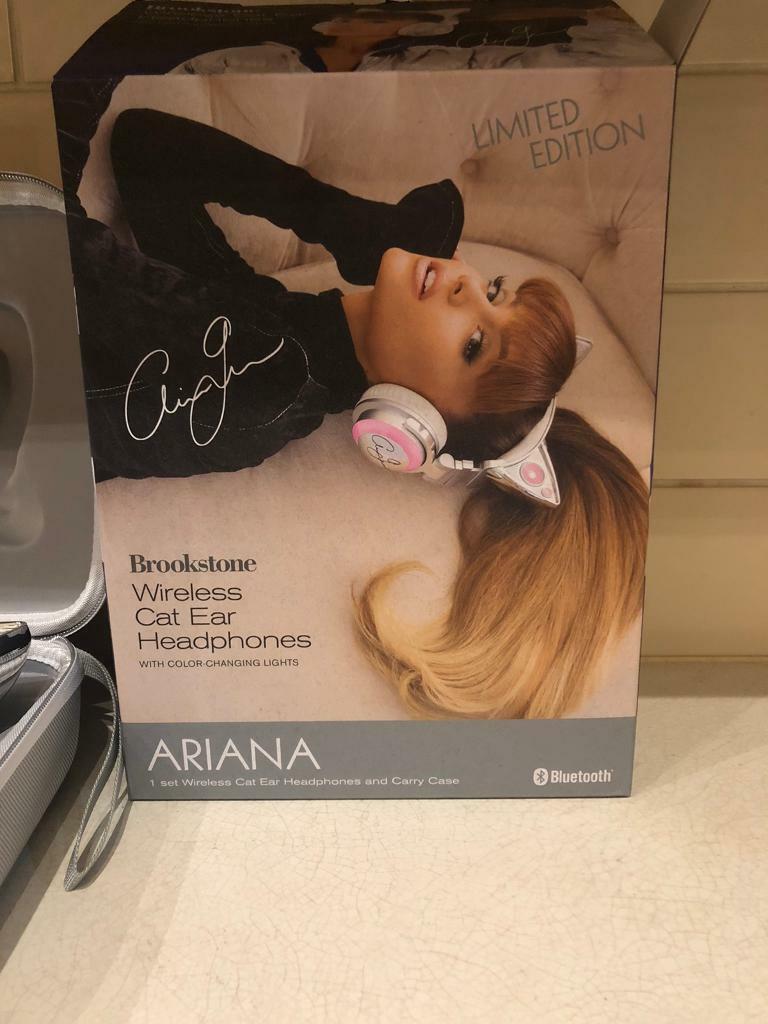 Brookstone
LIMITED
EDITION
Brookstone
Wireless
Cat Ear
Headphones
WITH COLOR-CHANGING LIGHTS
ARIANA
1 set Wireless Cat Ear Headphones and Carry Case
Bluetooth